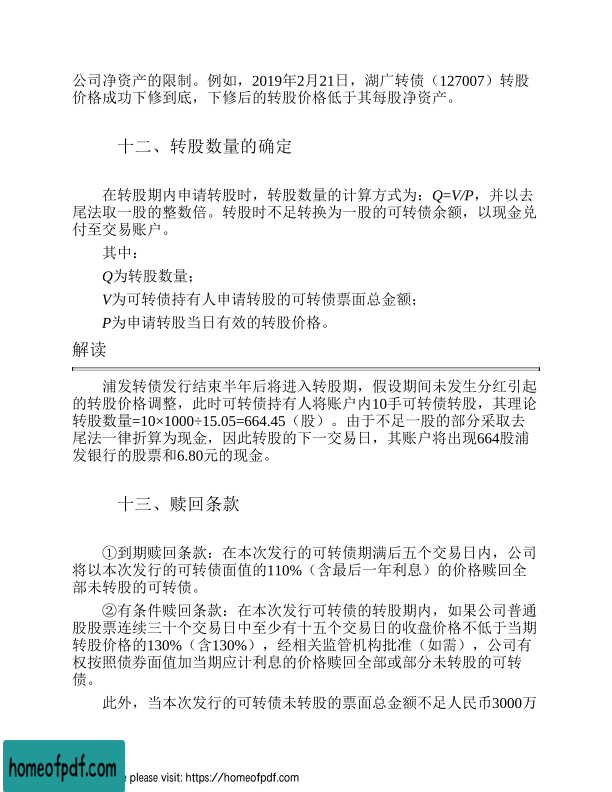 公司净资产的限制。例如，2019年2月21日，湖广转债（127007）转股
价格成功下修到底，下修后的转股价格低于其每股净资产。
十二、转股数量的确定
在转股期内申请转股时，转股数量的计算方式为：Q=V/P，并以去
尾法取一股的整数倍。转股时不足转换为一股的可转债余额，以现金兑
付至交易账户。
其中：
Q为转股数量；
V为可转债持有人申请转股的可转债票面总金额；
P为申请转股当日有效的转股价格。
解读
浦发转债发行结束半年后将进入转股期，假设期间未发生分红引起
的转股价格调整，此时可转债持有人将账户内10手可转债转股，其理论
转股数量=10×1000÷15.05=664.45（股）。由于不足一股的部分采取去
尾法一律折算为现金，因此转股的下一交易日，其账户将出现664股浦
发银行的股票和6.80元的现金。
十三、赎回条款
①到期赎回条款：在本次发行的可转债期满后五个交易日内，公司
将以本次发行的可转债面值的110%（含最后一年利息）的价格赎回全
部未转股的可转债。
②有条件赎回条款：在本次发行可转债的转股期内，如果公司普通
股股票连续三十个交易日中至少有十五个交易日的收盘价格不低于当期
转股价格的130%（含130%），经相关监管机构批准（如需），公司有
权按照债券面值加当期应计利息的价格赎回全部或部分未转股的可转
债。
此外，当本次发行的可转债未转股的票面总金额不足人民币3000万
homeofpdf.com
please visit: https://homeofpdf.com